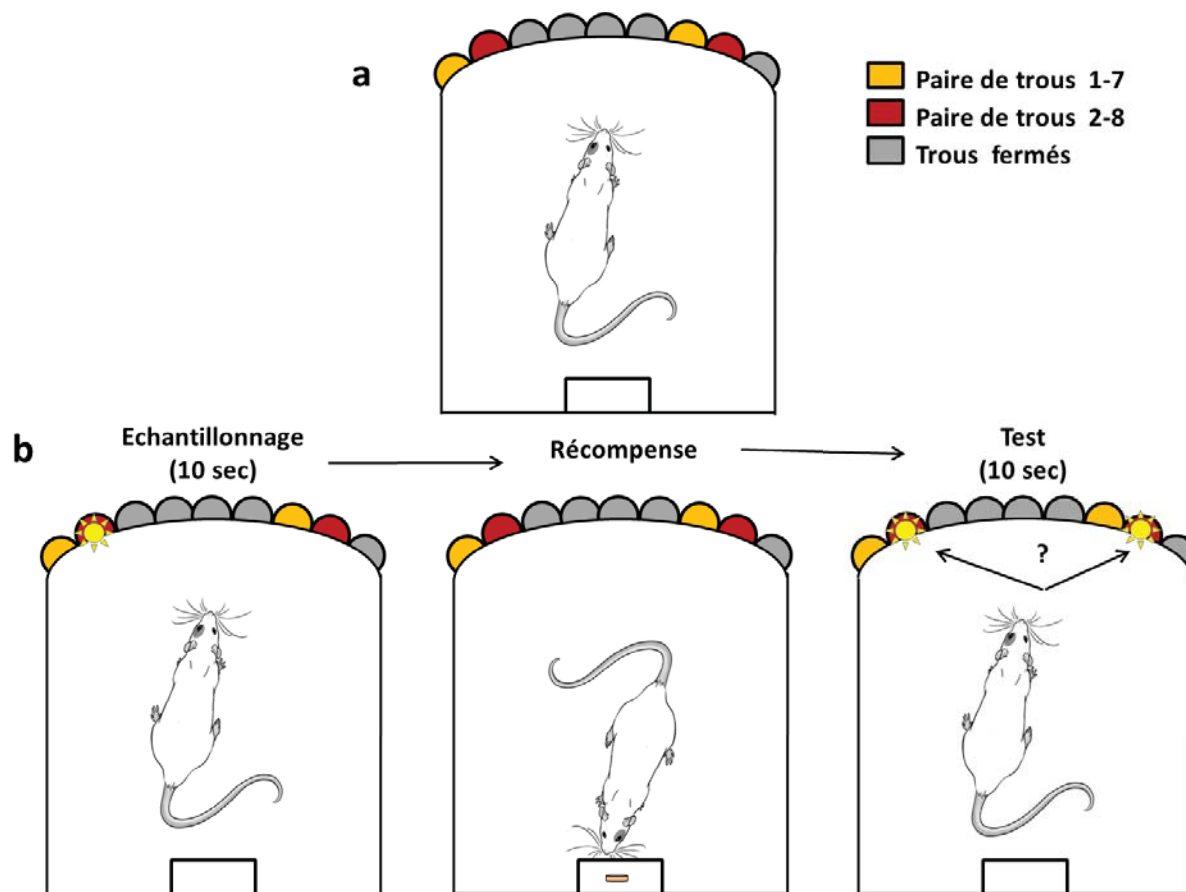 a
Paire de trous 1-7
Paire de trous 2-8
Trous fermés
b
Echantillonnage
(10 sec)
Récompense
Test
(10 sec)
?